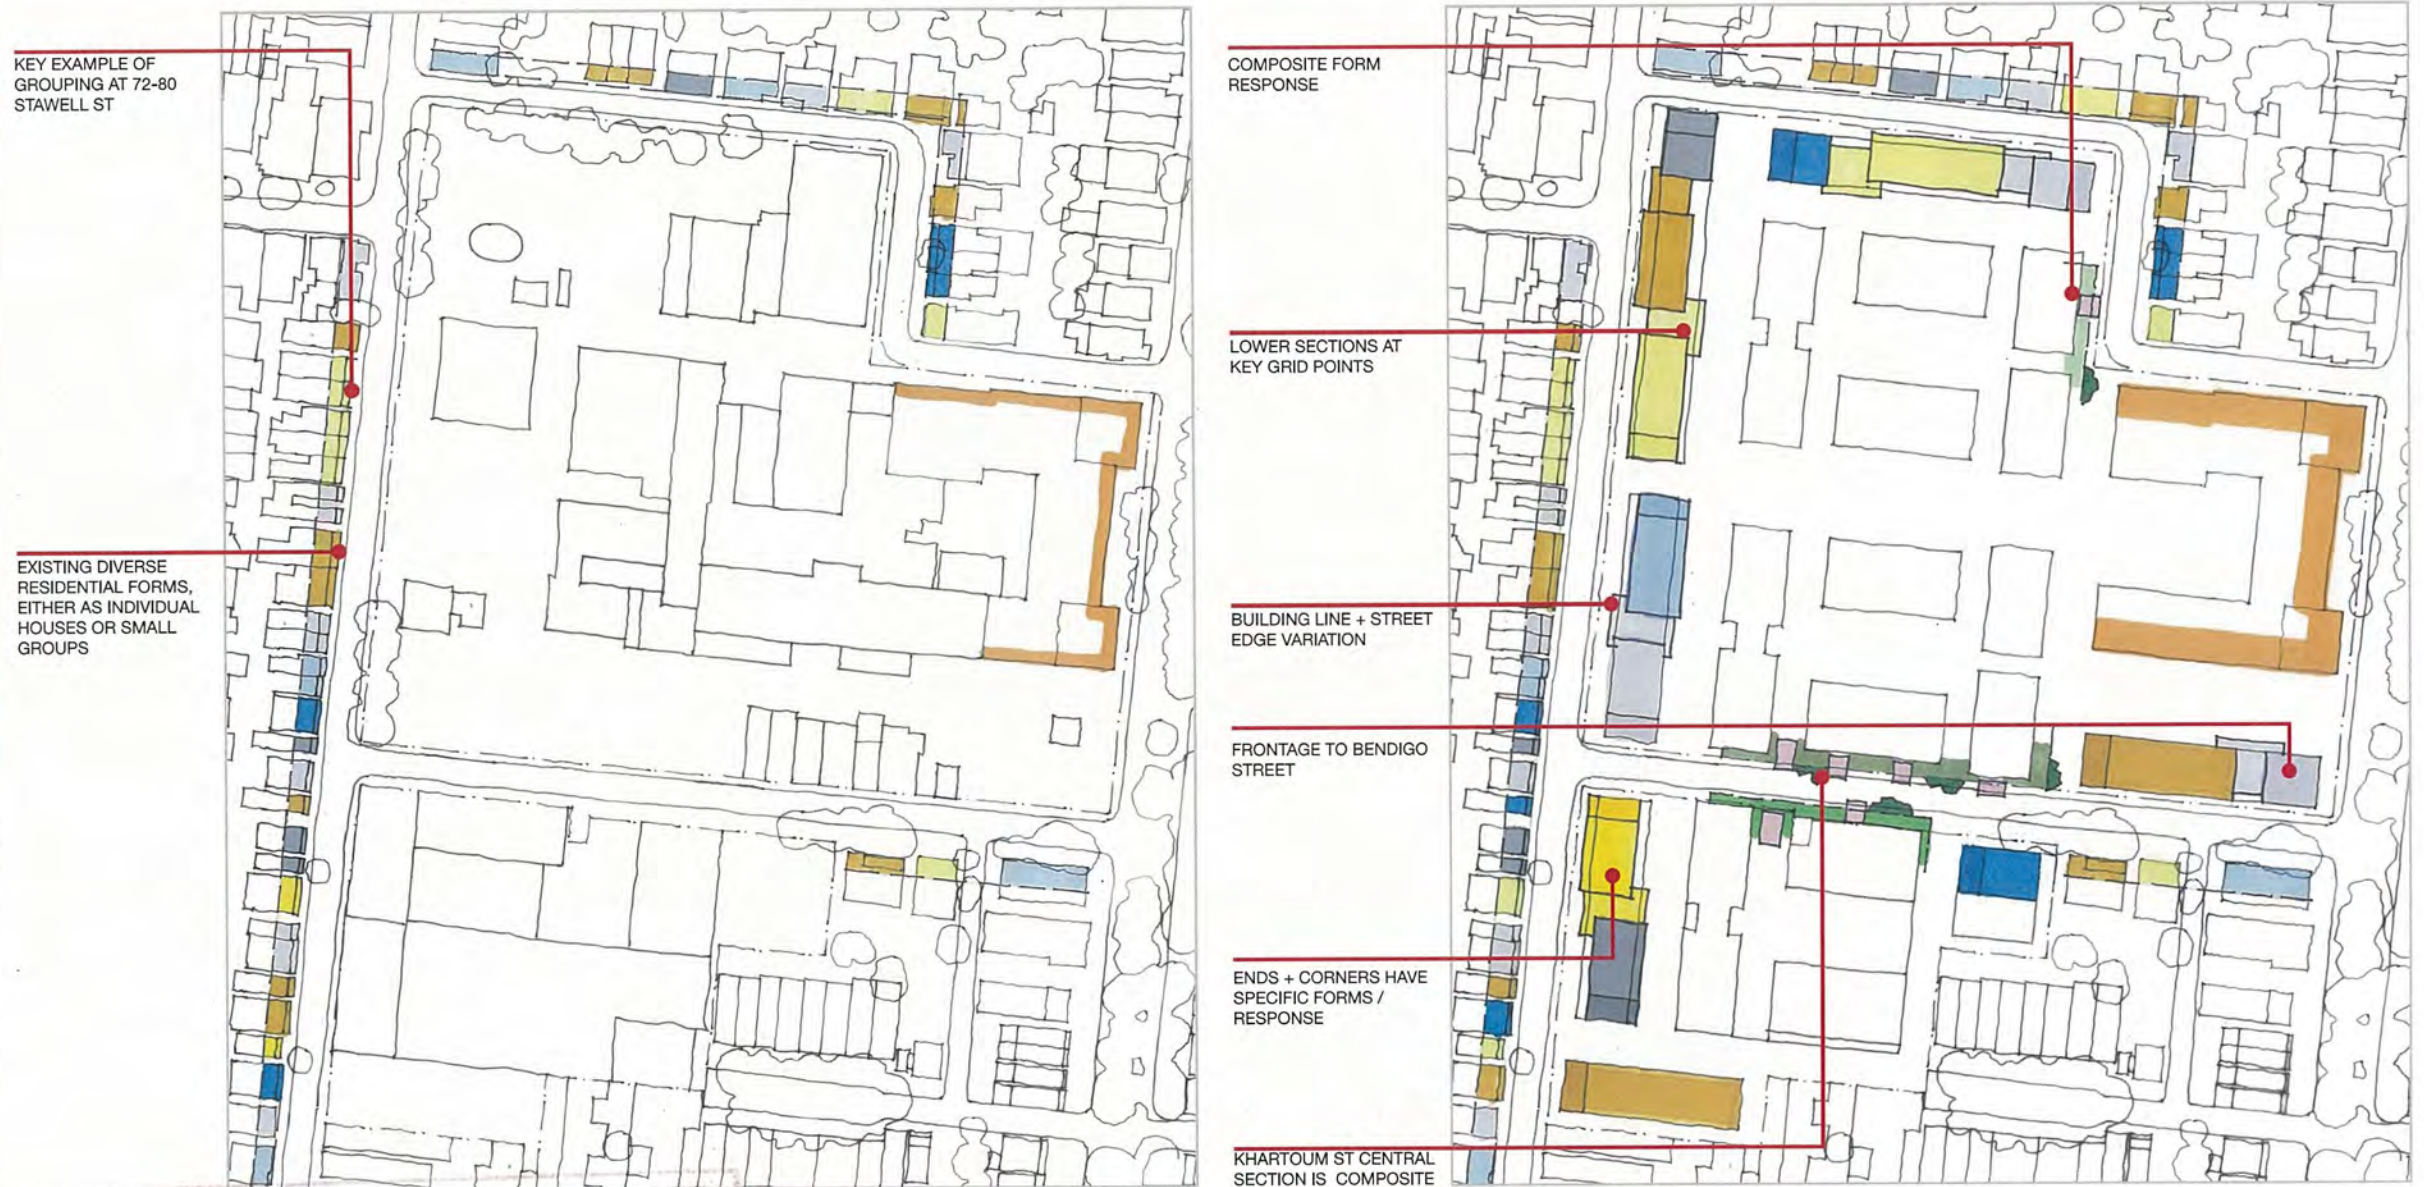 KEY EXAMPLE OF
GROUPING AT 72-80
STAWELL ST
EXISTING DIVERSE
RESIDENTIAL FORMS,
EITHER AS INDIVIDUAL
HOUSES OR SMALL
GROUPS
COMPOSITE FORM
RESPONSE
LOWER SECTIONS AT
KEY GRID POINTS
BUILDING LINE + STREET
EDGE VARIATION
FRONTAGE TO BENDIGO
STREET
ENDS + CORNERS HAVE
SPECIFIC FORMS /
RESPONSE
KHARTOUM ST CENTRAL
SECTION IS COMPOSITE